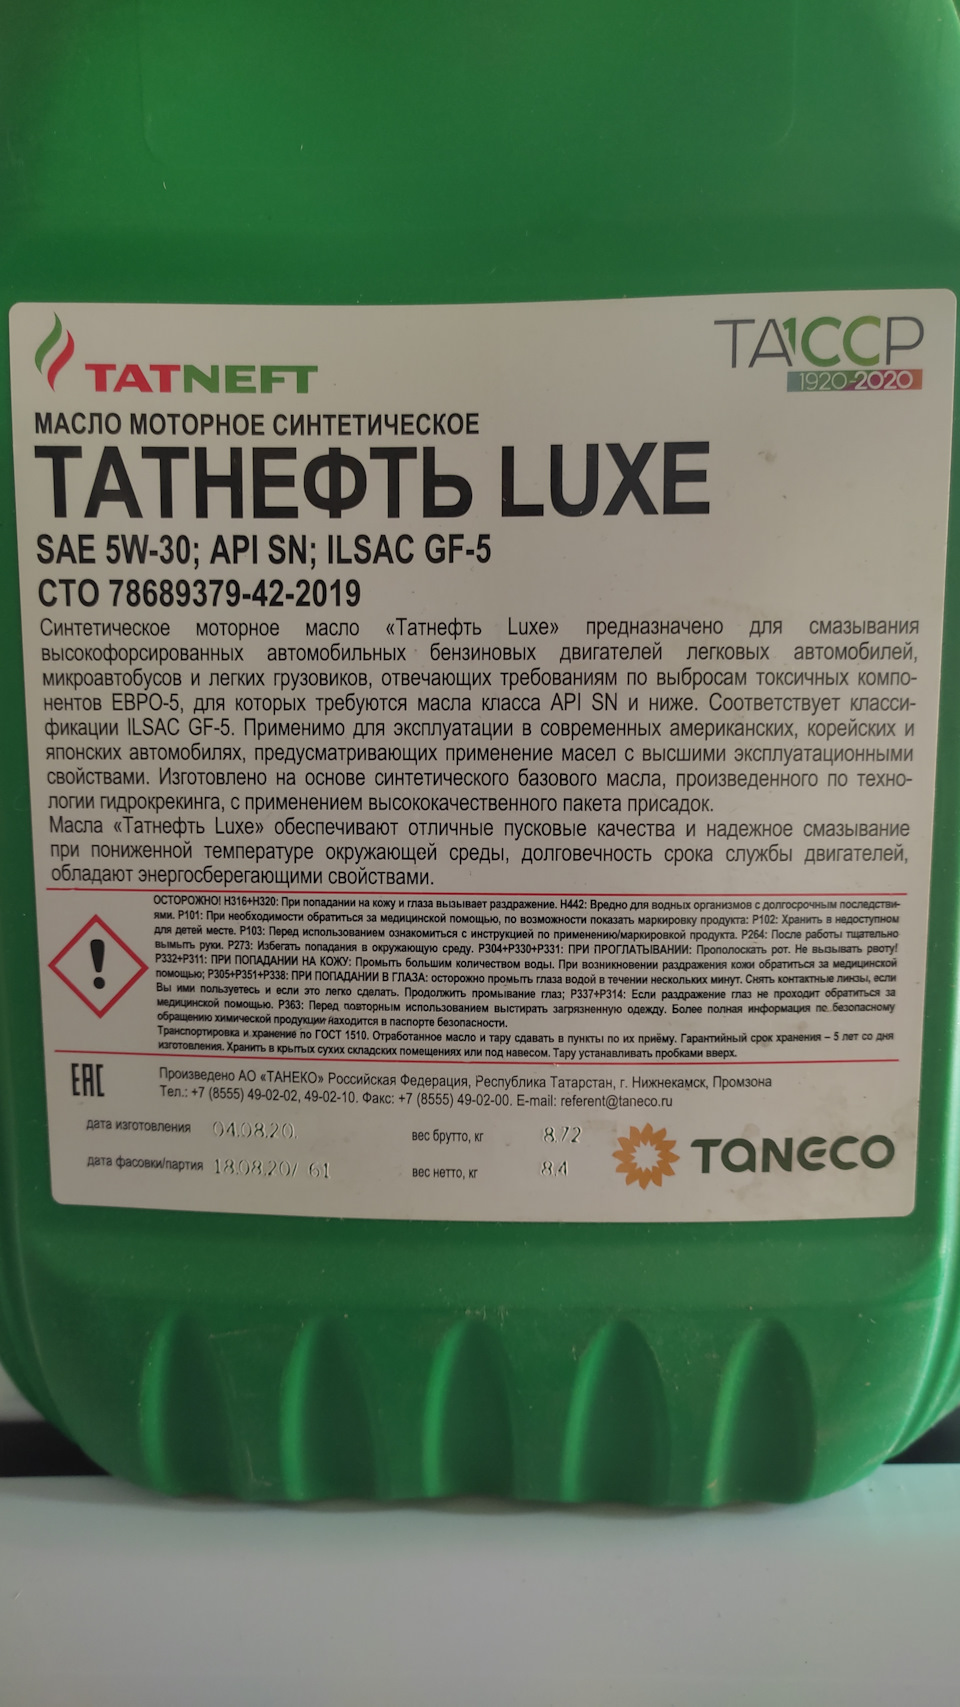 TATNEFT
ТА1ССР
1920-2020
МАСЛО МОТОРНОЕ СИНТЕТИЧЕСКОЕ
ТАТНЕФТЬ LUXE
SAE 5W-30; API SN; ILSAC GF-5
СТО 78689379-42-2019
Синтетическое моторное масло «Татнефть Luxe» предназначено для смазывания
высокофорсированных автомобильных бензиновых двигателей легковых автомобилей,
микроавтобусов и легких грузовиков, отвечающих требованиям по выбросам токсичных компо-
нентов ЕВРО-5, для которых требуются масла класса API SN и ниже. Соответствует класси-
фикации ILSAC GF-5. Применимо для эксплуатации в современных американских, корейских и
японских автомобилях, предусматривающих применение масел с высшими эксплуатационными
свойствами. Изготовлено на основе синтетического базового масла, произведенного по техно-
логии гидрокрекинга, с применением высококачественного пакета присадок.
Масла «Татнефть Luxe» обеспечивают отличные пусковые качества и надежное смазывание
при пониженной температуре окружающей среды, долговечность срока службы двигателей,
обладают энергосберегающими свойствами.
ОСТОРОЖНО! H316+H320: При попадании на кожу и глаза вызывает раздражение. H442: Вредно для водных организмов с долгосрочным последстви-
ями. P101: При необходимости обратиться за медицинской помощью, по возможности показать маркировку продукта: P102: Хранить в недоступном
для детей месте. P103: Перед использованием ознакомиться с инструкцией по применению/маркировкой продукта. P264: После работы тщательно
вымыть руки. P273: Избегать попадания в окружающую среду. P304+P330+P331: ПРИ ПРОГЛАТЫВАНИИ: Прополоскать рот. Не вызывать рвоту!
P332+P311: ПРИ ПОПАДАНИИ НА КОЖУ: Промыть большим количеством воды. При возникновении раздражения кожи обратиться за медицинской
помощью; P305+P351+P338: ПРИ ПОПАДАНИИ В ГЛАЗА: осторожно промыть глаза водой в течении нескольких минут. Снять контактные линзы, если
Вы ими пользуетесь и если это легко сделать. Продолжить промывание глаз; P337+P314: Если раздражение глаз не проходит обратиться за
медицинской помощью. P363: Перед повторным использованием выстирать загрязненную одежду. Более полная информация по безопасному
обращению химической продукции находится в паспорте безопасности.
Транспортировка и хранение по ГОСТ 1510. Отработанное масло и тару сдавать в пункты по их приёму. Гарантийный срок хранения – 5 лет со дня
изготовления. Хранить в крытых сухих складских помещениях или под навесом. Тару устанавливать пробками вверх.
EAC
Произведено АО «ТАНЕКО» Российская Федерация, Республика Татарстан, г. Нижнекамск, Промзона
Тел.: +7 (8555) 49-02-02, 49-02-10. Факс: +7 (8555) 49-02-00. E-mail: referent@taneco.ru
дата изготовления 04.08.20. вес брутто, кг 8.72
дата фасовки/партия 18.08.20/ 61 вес нетто, кг 8.4
TANECO